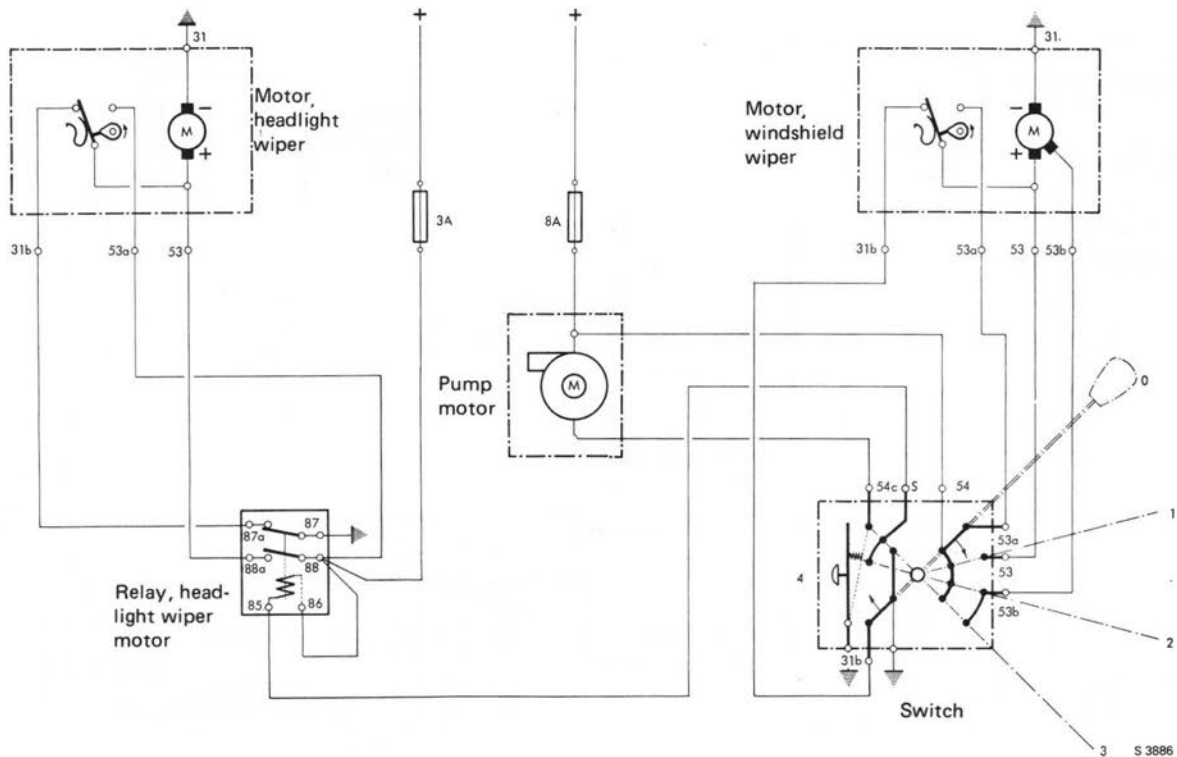 31
+
+
31.
Motor,
headlight
wiper
−
M
+
Motor,
windshield
wiper
−
M
+
3A
8A
31b
53a
53
31b
53a
53
53b
Pump
motor
M
0
54c
S
54
1
53a
53
53b
4
2
31b
3
S 3886
Switch
87
87a
88a
88
85
86
Relay, head-
light wiper
motor